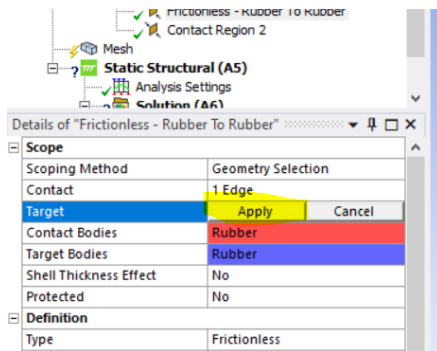 Frictionless - Rubber To Rubber
Contact Region 2
Mesh
Static Structural (A5)
Analysis Settings
Solution (A6)
Details of "Frictionless - Rubber To Rubber"
Scope
Scoping Method Geometry Selection
Contact 1 Edge
Target Apply Cancel
Contact Bodies Rubber
Target Bodies Rubber
Shell Thickness Effect No
Protected No
Definition
Type Frictionless